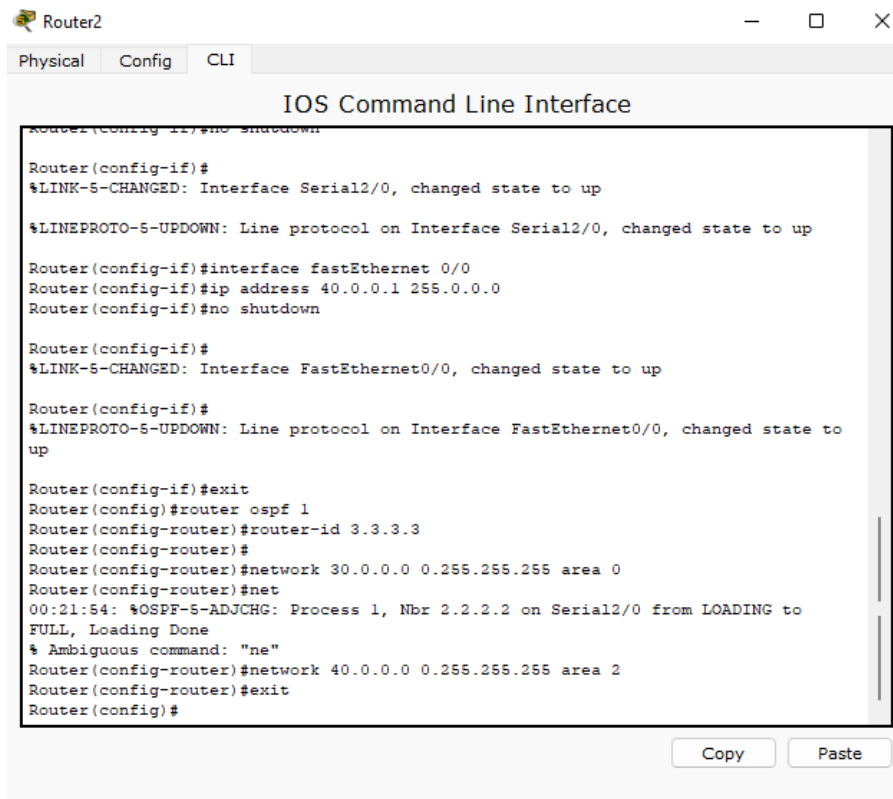 Router2
Physical Config CLI
IOS Command Line Interface
Router(config-if)#no shutdown
Router(config-if)#
%LINK-5-CHANGED: Interface Serial2/0, changed state to up
%LINEPROTO-5-UPDOWN: Line protocol on Interface Serial2/0, changed state to up
Router(config-if)#interface fastEthernet 0/0
Router(config-if)#ip address 40.0.0.1 255.0.0.0
Router(config-if)#no shutdown
Router(config-if)#
%LINK-5-CHANGED: Interface FastEthernet0/0, changed state to up
Router(config-if)#
%LINEPROTO-5-UPDOWN: Line protocol on Interface FastEthernet0/0, changed state to
up
Router(config-if)#exit
Router(config)#router ospf 1
Router(config-router)#router-id 3.3.3.3
Router(config-router)#
Router(config-router)#network 30.0.0.0 0.255.255.255 area 0
Router(config-router)#net
00:21:54: %OSPF-5-ADJCHG: Process 1, Nbr 2.2.2.2 on Serial2/0 from LOADING to
FULL, Loading Done
% Ambiguous command: "ne"
Router(config-router)#network 40.0.0.0 0.255.255.255 area 2
Router(config-router)#exit
Router(config)#
Copy Paste